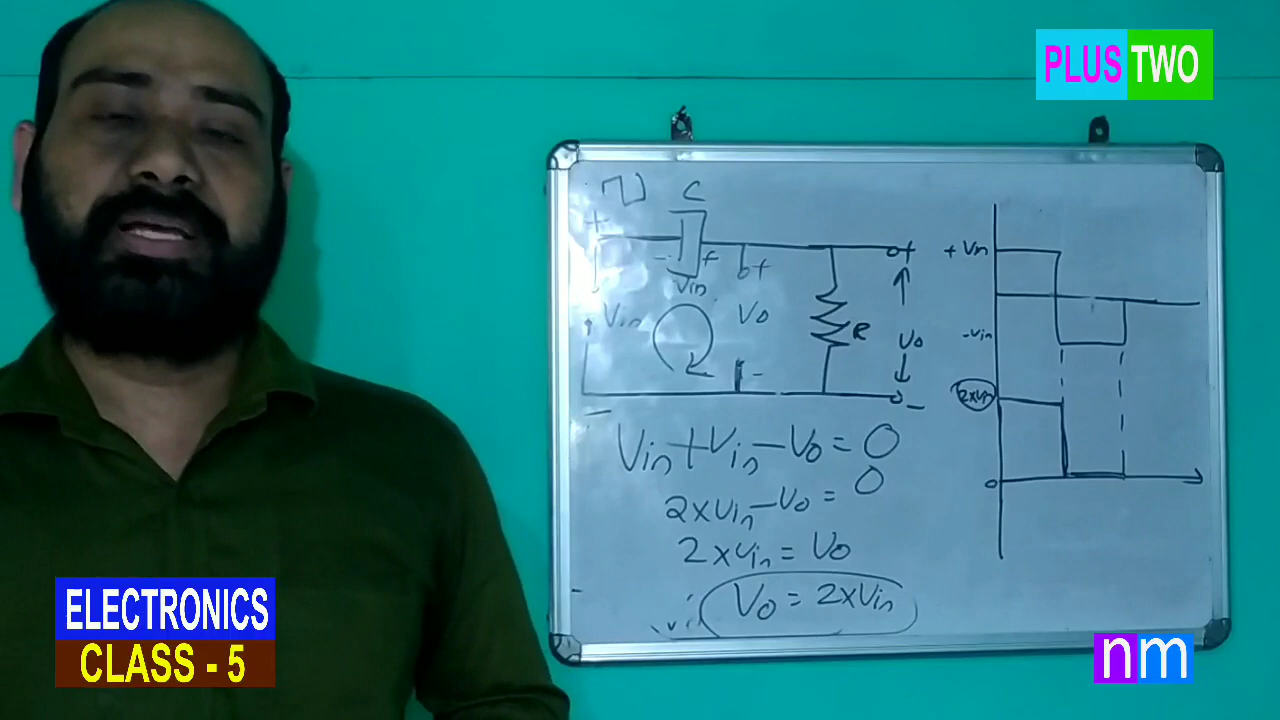 PLUS TWO
C
+
- +
Vin
Vin
+
Vo
-
R
+
Vo
-
-
+Vin
-Vin
2xVin
0
Vin+Vin-Vo=0
2xVin-Vo=0
2xVin=Vo
Vo=2xVin
ELECTRONICS
CLASS - 5
nm